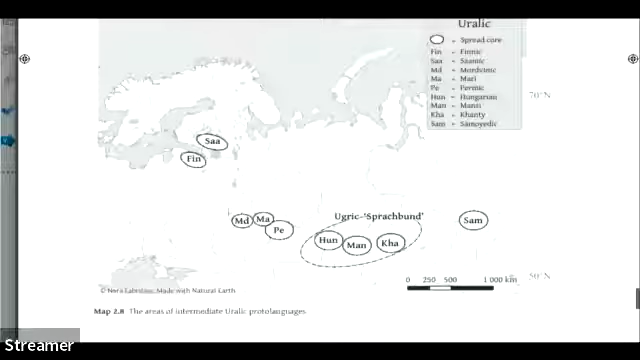 Uralic
= Spread core
Fin = Finnic
Saa = Saamic
Md = Mordvinic
Ma = Mari
Pe = Permic
Hun = Hungarian
Man = Mansi
Kha = Khanty
Sam = Samoyedic
70°N
Saa
Fin
Ugric-'Sprachbund'
Md
Ma
Pe
Hun
Man
Kha
Sam
50°N
0 250 500 1 000 km
Made with Natural Earth
Map 2.8 The areas of intermediate Uralic protolanguages
Streamer